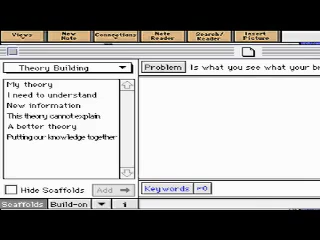 Views
New Note
Connections
Note Reader
Search/ Reader
Insert Picture
Theory Building
Problem Is what you see what your br
My theory
I need to understand
New information
This theory cannot explain
A better theory
Putting our knowledge together
Hide Scaffolds Add
Keywords
Scaffolds Build-on i